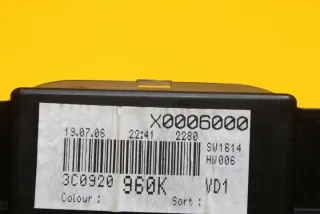 X0006000
19.07.06 22:41 2280
SW1614
HW006
3C0920 960K VD1
Colour : Sort :